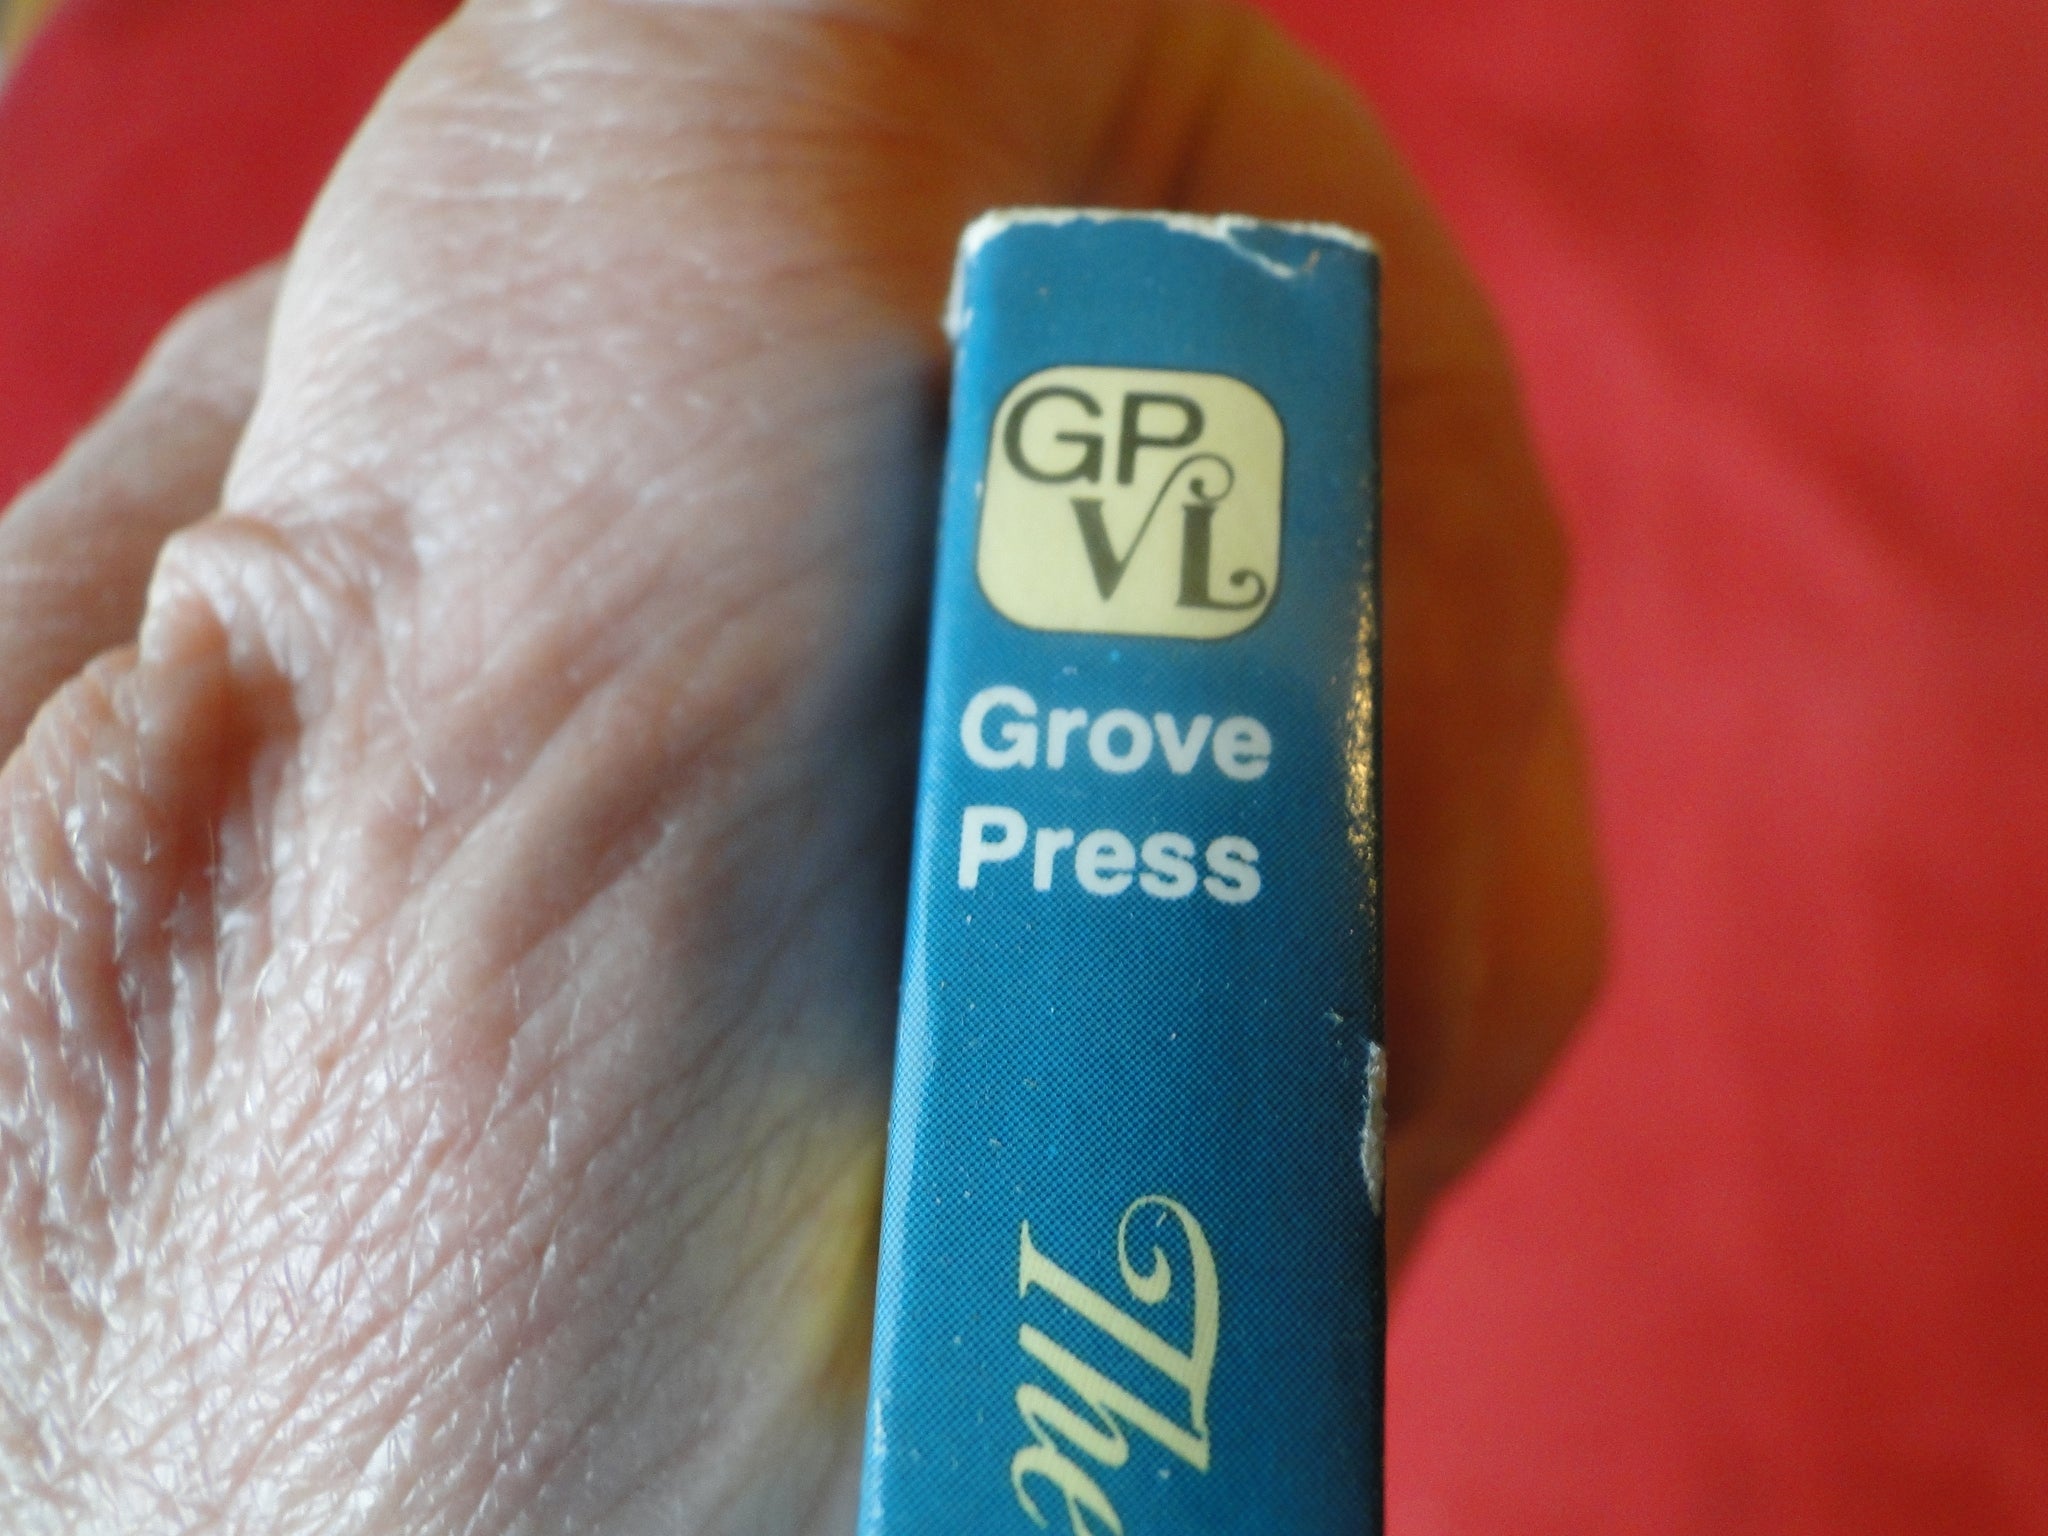 GP
VL
Grove
Press
The